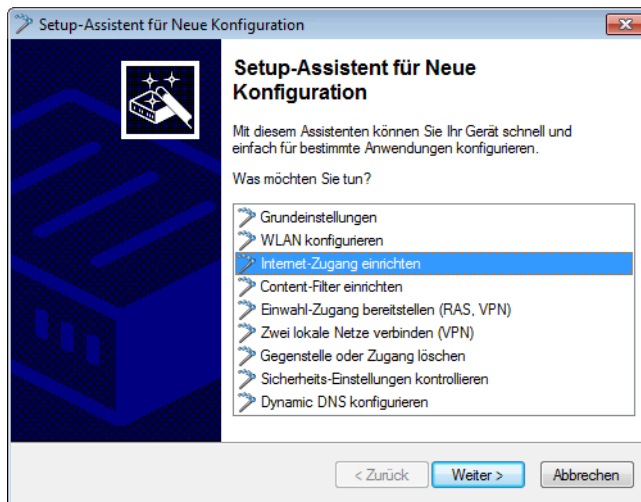 Setup-Assistent für Neue Konfiguration
Setup-Assistent für Neue
Konfiguration
Mit diesem Assistenten können Sie Ihr Gerät schnell und
einfach für bestimmte Anwendungen konfigurieren.
Was möchten Sie tun?
Grundeinstellungen
WLAN konfigurieren
Internet-Zugang einrichten
Content-Filter einrichten
Einwahl-Zugang bereitstellen (RAS, VPN)
Zwei lokale Netze verbinden (VPN)
Gegenstelle oder Zugang löschen
Sicherheits-Einstellungen kontrollieren
Dynamic DNS konfigurieren
< Zurück
Weiter >
Abbrechen